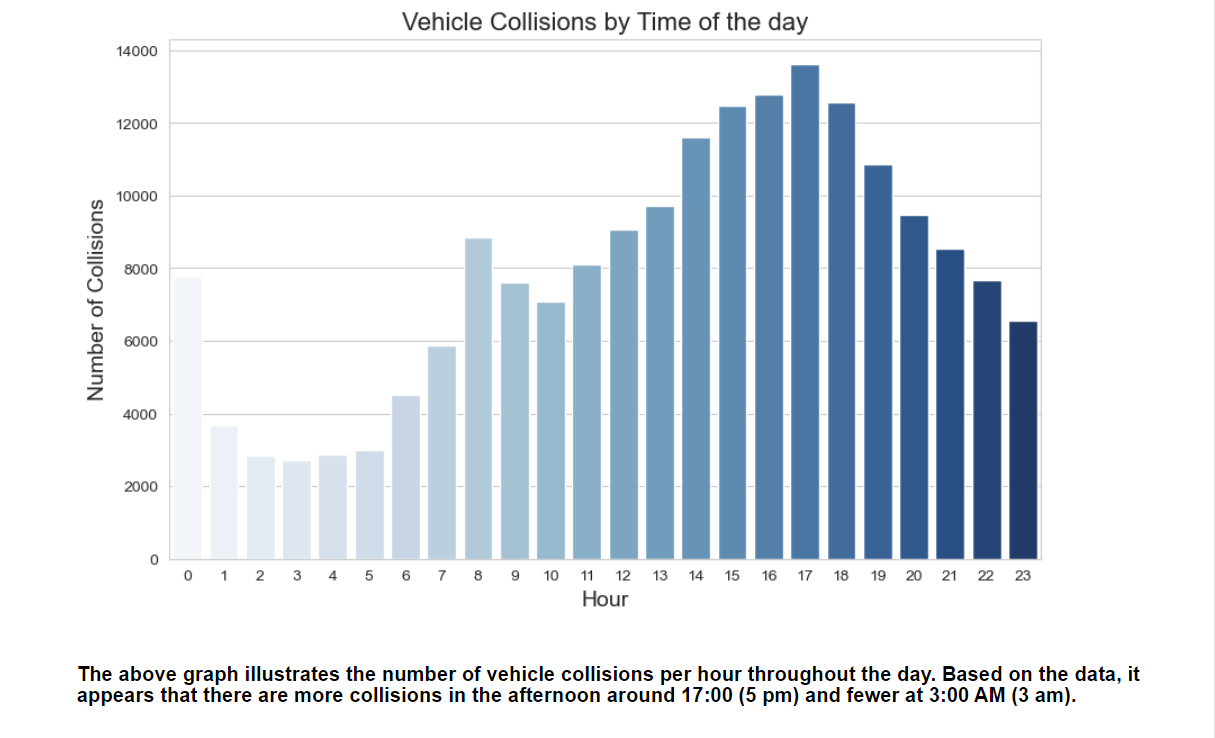 Vehicle Collisions by Time of the day
14000
12000
10000
8000
6000
4000
2000
0
Number of Collisions
0 1 2 3 4 5 6 7 8 9 10 11 12 13 14 15 16 17 18 19 20 21 22 23
Hour
The above graph illustrates the number of vehicle collisions per hour throughout the day. Based on the data, it
appears that there are more collisions in the afternoon around 17:00 (5 pm) and fewer at 3:00 AM (3 am).